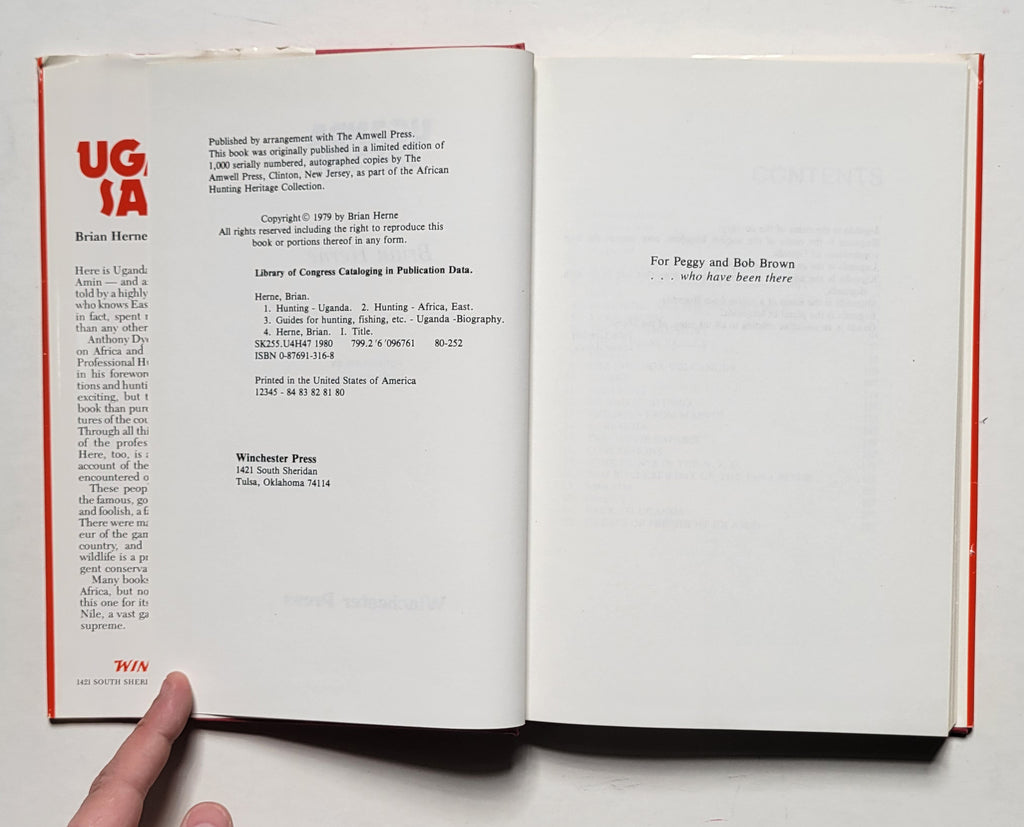 UGA
SA
Brian Herne
Here is Uganda
Amin — and a
told by a highly
who knows Eas
in fact, spent
than any other
Anthony Dy
on Africa and
Professional H
in his forewor
tions and hunti
exciting, but t
book than pure
tures of the cou
Through all thi
of the profes
Here, too, is a
account of the
encountered o
These peop
the famous, go
and foolish, a f
There were ma
eur of the gam
country, and
wildlife is a pr
gent conserva
Many books
Africa, but no
this one for its
Nile, a vast ga
supreme.
WIN
1421 SOUTH SHERI
Published by arrangement with The Amwell Press.
This book was originally published in a limited edition of
1,000 serially numbered, autographed copies by The
Amwell Press, Clinton, New Jersey, as part of the African
Hunting Heritage Collection.
Copyright © 1979 by Brian Herne
All rights reserved including the right to reproduce this
book or portions thereof in any form.
Library of Congress Cataloging in Publication Data.
Herne, Brian.
1. Hunting - Uganda. 2. Hunting - Africa, East.
3. Guides for hunting, fishing, etc. - Uganda -Biography.
4. Herne, Brian. I. Title.
SK255.U4H47 1980 799.2 '6 '096761 80-252
ISBN 0-87691-316-8
Printed in the United States of America
12345 - 84 83 82 81 80
Winchester Press
1421 South Sheridan
Tulsa, Oklahoma 74114
For Peggy and Bob Brown
. . . who have been there